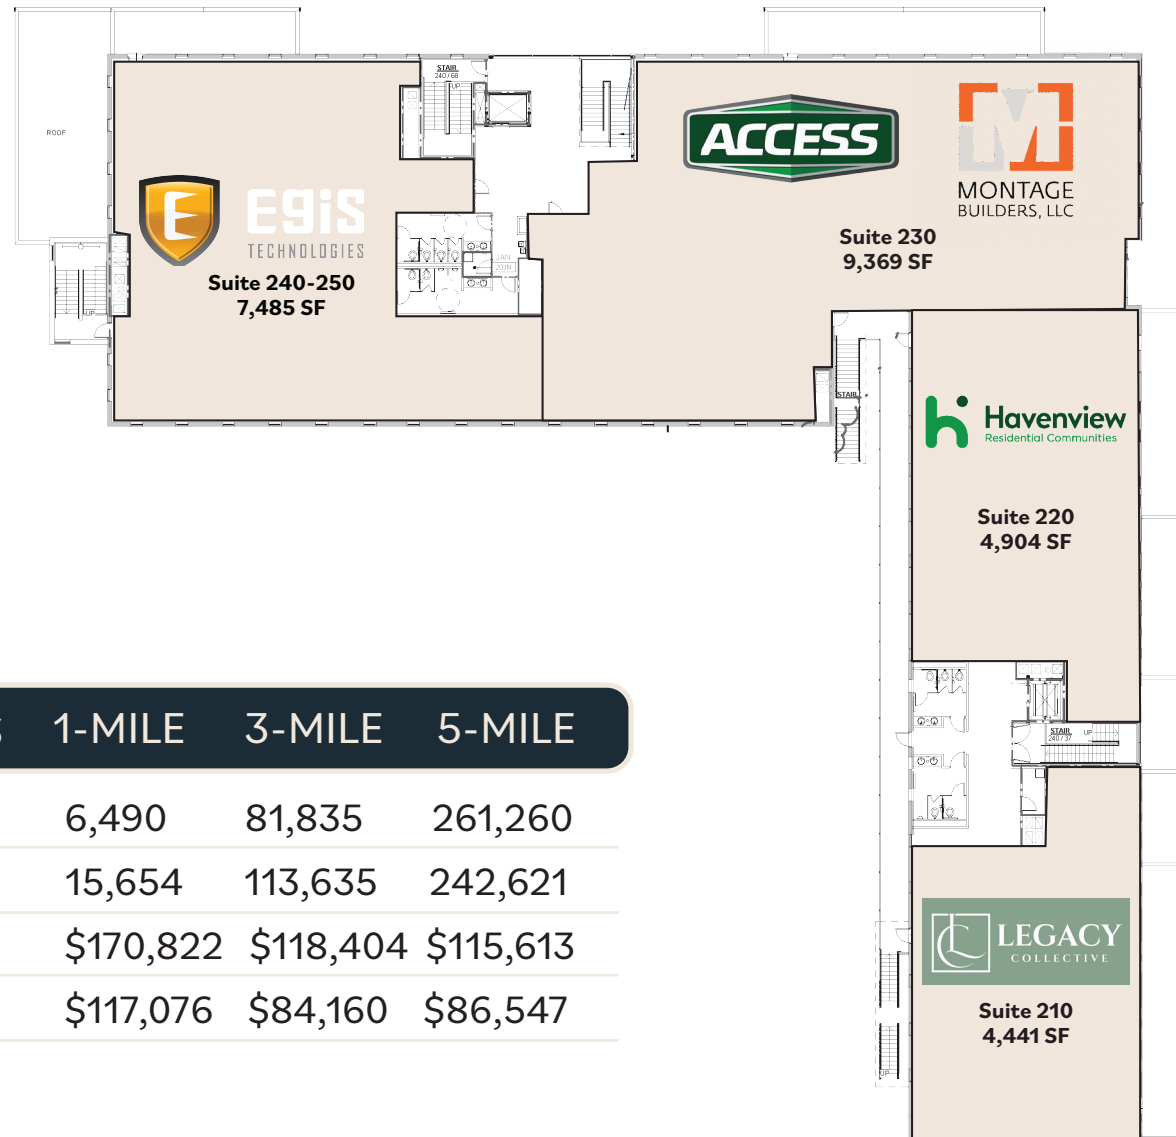 ROOF
STAIR
240 / 6B
UP
ACCESS
MONTAGE
BUILDERS, LLC
E
EGIS
TECHNOLOGIES
Suite 240-250
7,485 SF
Suite 230
9,369 SF
JAN
203N
UP
STAIR
Havenview
Residential Communities
Suite 220
4,904 SF
STAIR
240 / 37
UP
S 1-MILE 3-MILE 5-MILE
6,490 81,835 261,260
15,654 113,635 242,621
$170,822 $118,404 $115,613
$117,076 $84,160 $86,547
LEGACY
COLLECTIVE
Suite 210
4,441 SF
UP